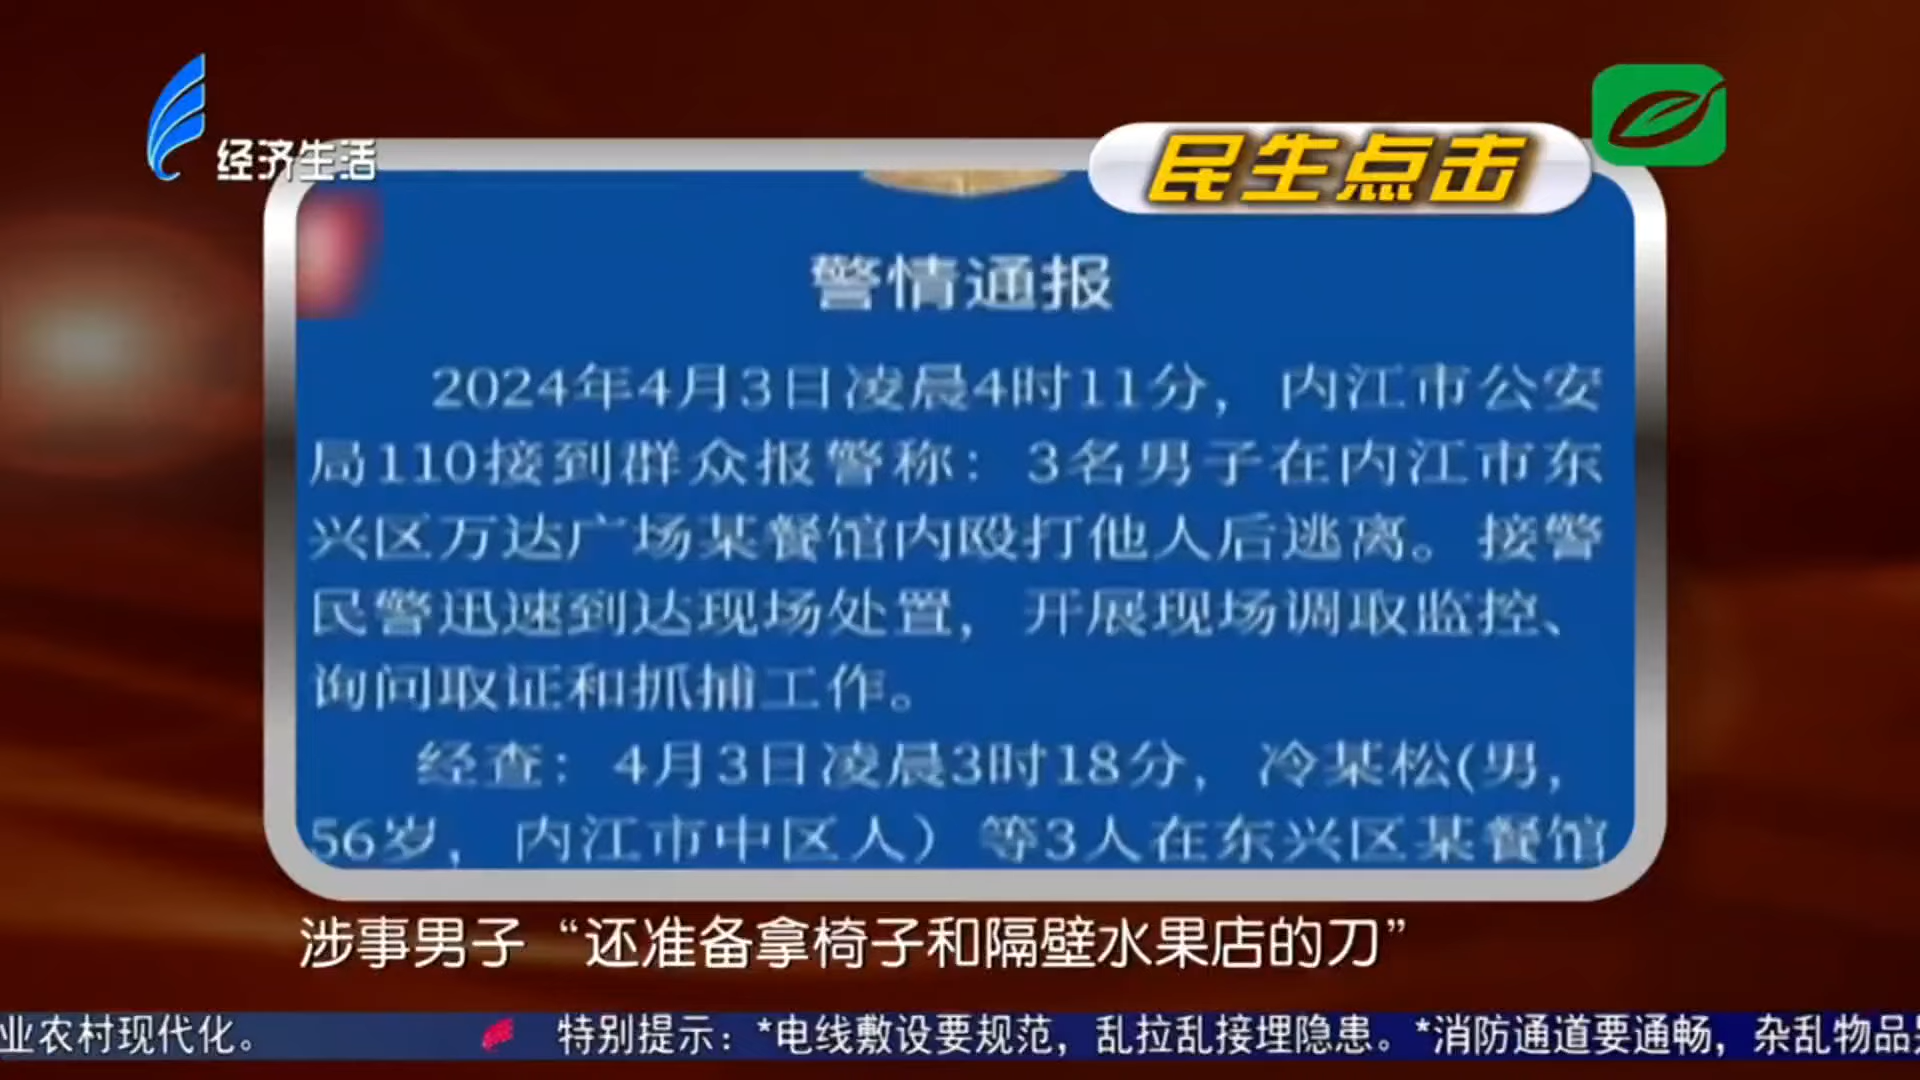 经济生活
民生点击
警情通报
2024年4月3日凌晨4时11分，内江市公安
局110接到群众报警称：3名男子在内江市东
兴区万达广场某餐馆内殴打他人后逃离。接警
民警迅速到达现场处置，开展现场调取监控、
询问取证和抓捕工作。
经查：4月3日凌晨3时18分，冷某松(男，
56岁，内江市中区人）等3人在东兴区某餐馆
涉事男子“还准备拿椅子和隔壁水果店的刀”
业农村现代化。 特别提示：*电线敷设要规范，乱拉乱接埋隐患。*消防通道要通畅，杂乱物品